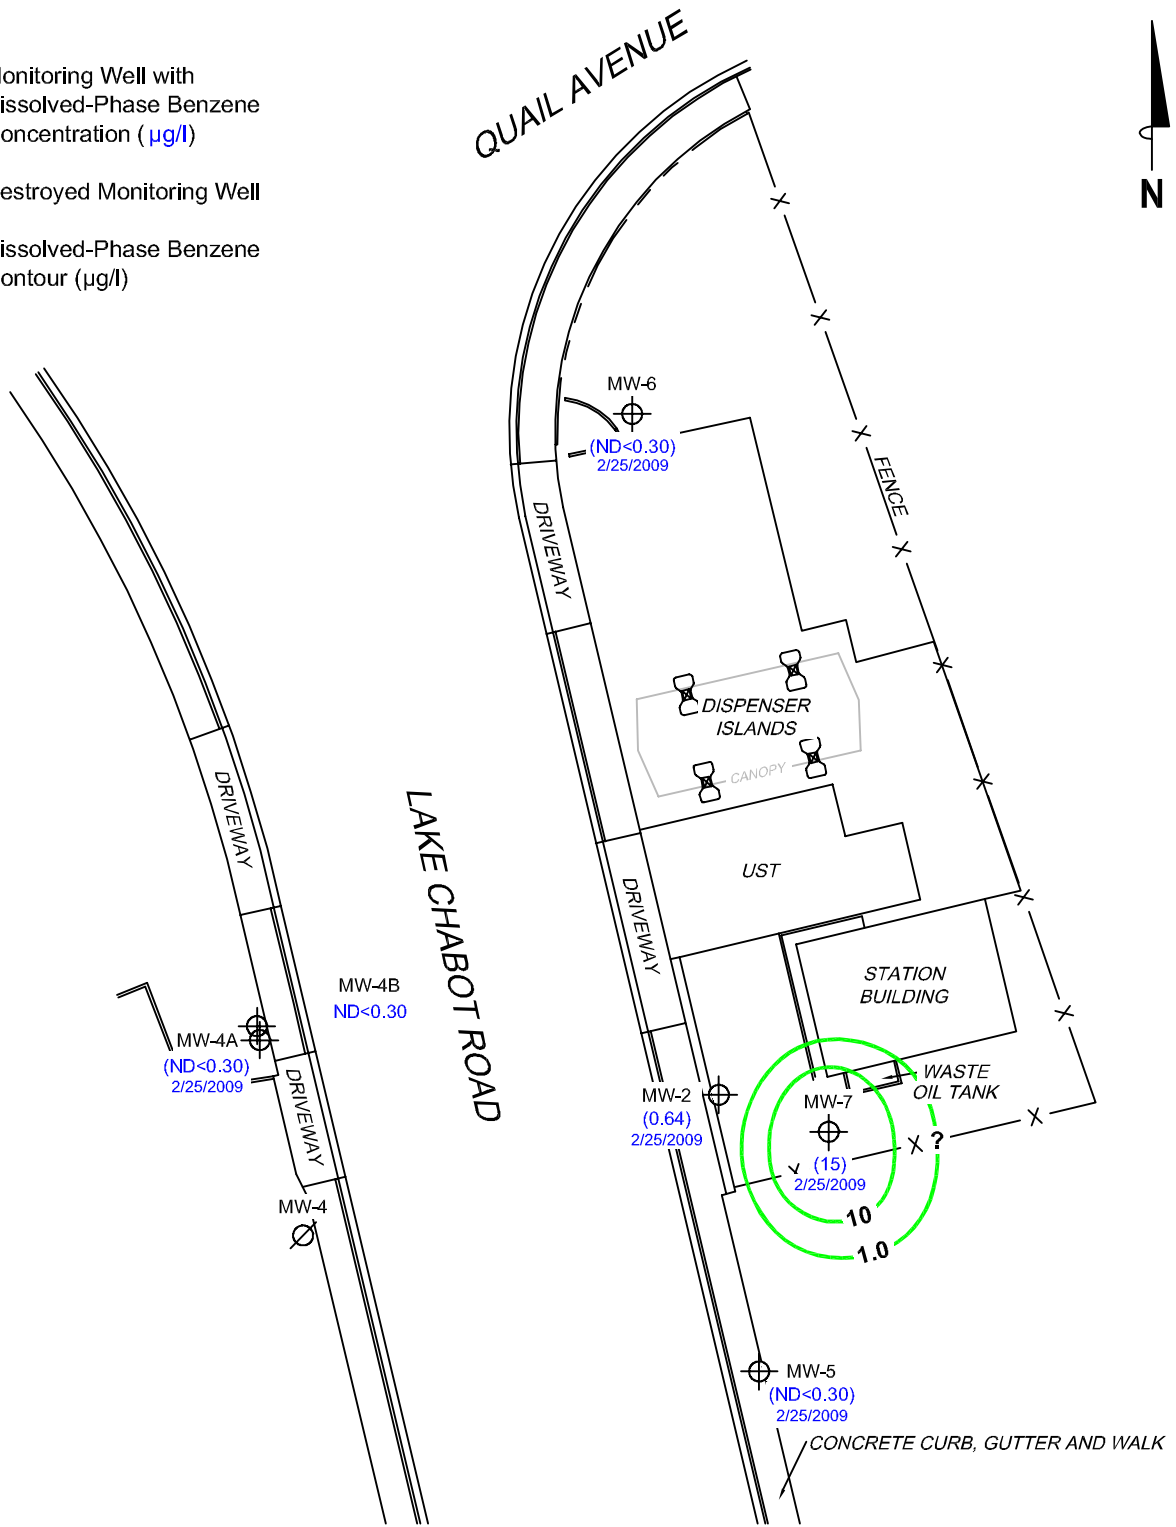 QUAIL AVENUE
onitoring Well with
issolved-Phase Benzene
oncentration (µg/l)
estroyed Monitoring Well
issolved-Phase Benzene
ontour (µg/l)
N
MW-6
(ND<0.30)
2/25/2009
FENCE
DRIVEWAY
DISPENSER
ISLANDS
CANOPY
DRIVEWAY
LAKE CHABOT ROAD
UST
DRIVEWAY
STATION
BUILDING
MW-4B
ND<0.30
MW-4A
(ND<0.30)
2/25/2009
DRIVEWAY
WASTE
OIL TANK
MW-2
(0.64)
2/25/2009
MW-7
(15)
2/25/2009
?
10
1.0
MW-4
MW-5
(ND<0.30)
2/25/2009
CONCRETE CURB, GUTTER AND WALK